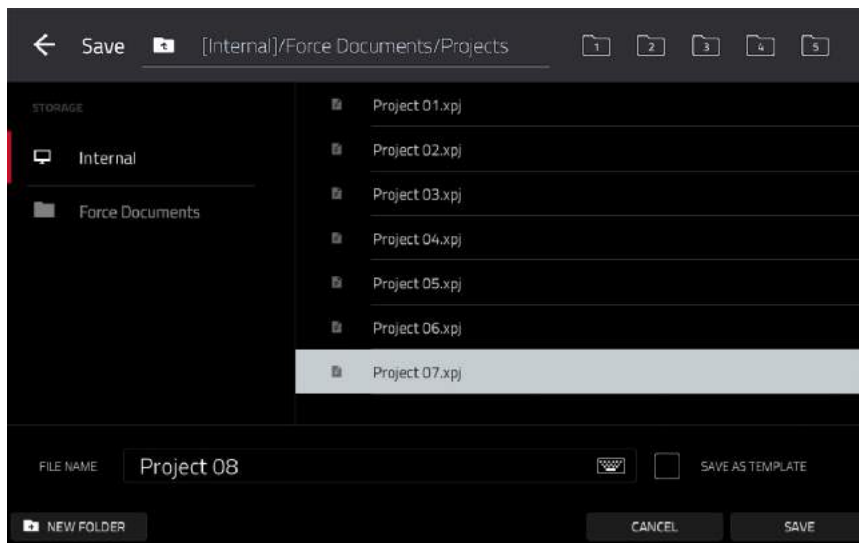 Save [Internal]/Force Documents/Projects 1 2 3 4 5
STORAGE
Internal
Force Documents
Project 01.xpj
Project 02.xpj
Project 03.xpj
Project 04.xpj
Project 05.xpj
Project 06.xpj
Project 07.xpj
FILE NAME Project 08 SAVE AS TEMPLATE
NEW FOLDER CANCEL SAVE